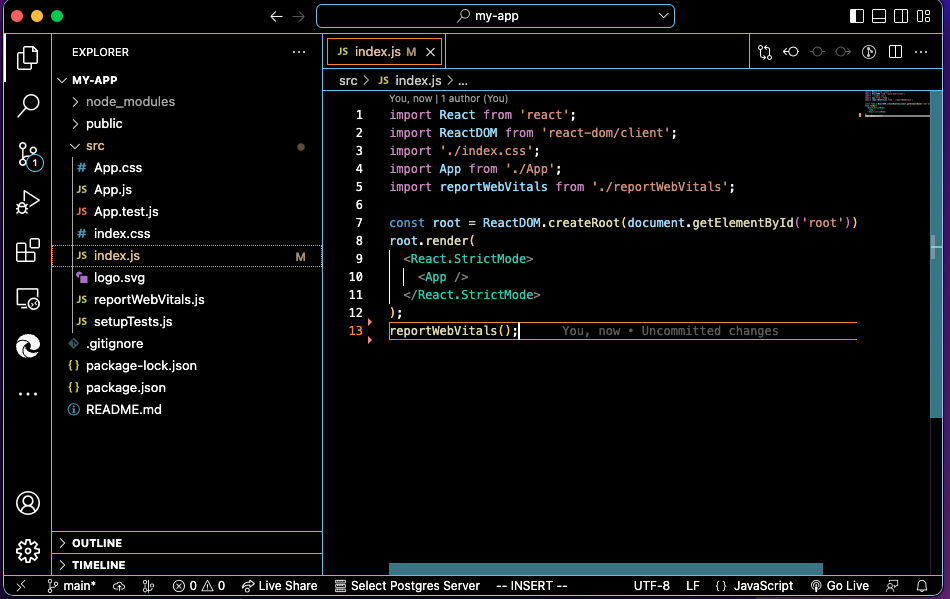 my-app
EXPLORER
MY-APP
node_modules
public
src
# App.css
JS App.js
JS App.test.js
# index.css
JS index.js M
logo.svg
JS reportWebVitals.js
JS setupTests.js
.gitignore
{} package-lock.json
{} package.json
README.md
OUTLINE
TIMELINE
1
JS index.js M
src > JS index.js > ...
You, now | 1 author (You)
1 import React from 'react';
2 import ReactDOM from 'react-dom/client';
3 import './index.css';
4 import App from './App';
5 import reportWebVitals from './reportWebVitals';
6
7 const root = ReactDOM.createRoot(document.getElementById('root'))
8 root.render(
9 <React.StrictMode>
10 <App />
11 </React.StrictMode>
12 );
13 reportWebVitals(); You, now • Uncommitted changes
main* 0 0 Live Share Select Postgres Server -- INSERT -- UTF-8 LF {} JavaScript Go Live